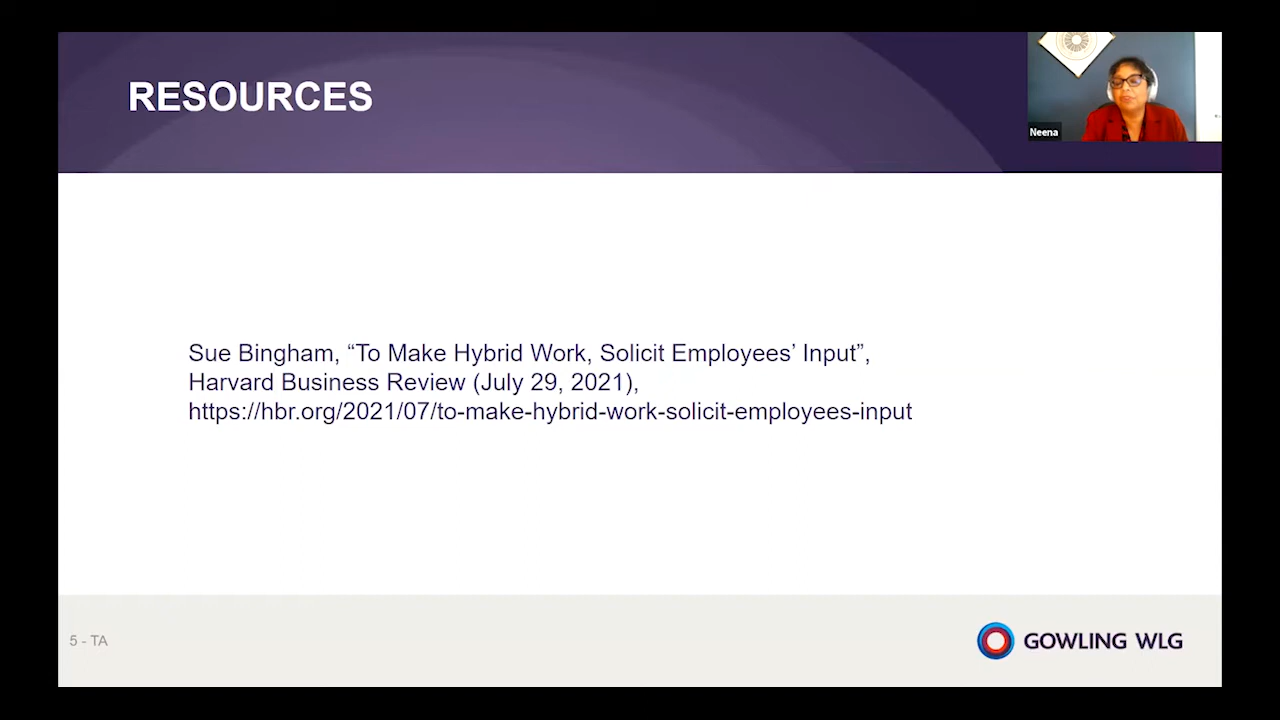 RESOURCES
Neena
Sue Bingham, “To Make Hybrid Work, Solicit Employees’ Input”,
Harvard Business Review (July 29, 2021),
https://hbr.org/2021/07/to-make-hybrid-work-solicit-employees-input
5 - TA
GOWLING WLG